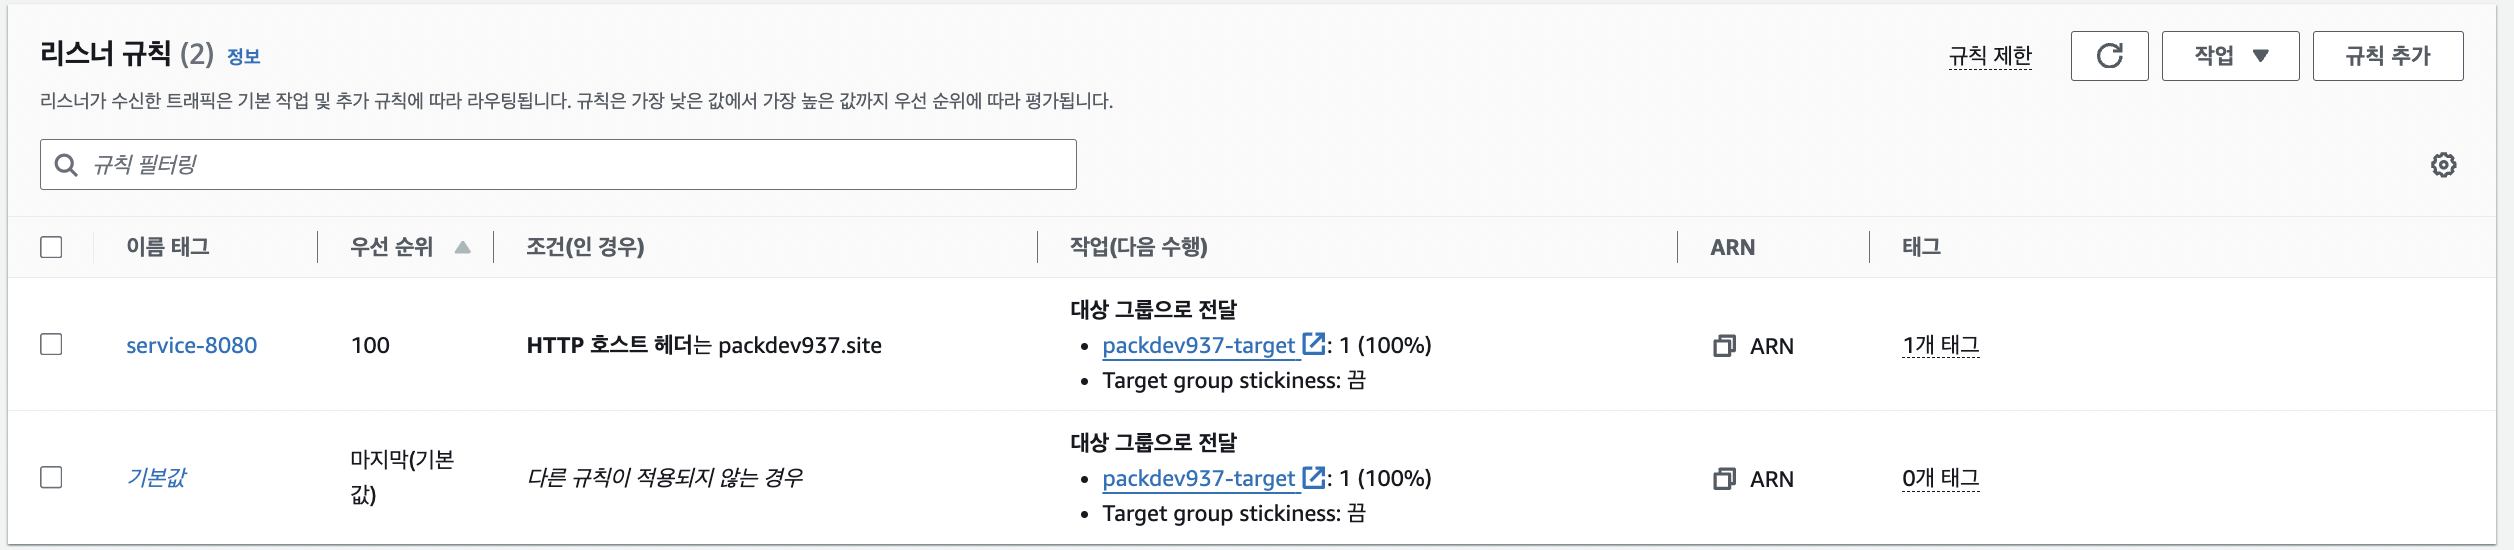 리스너 규칙 (2) 정보
규칙 제한 작업 규칙 추가
리스너가 수신한 트래픽은 기본 작업 및 추가 규칙에 따라 라우팅됩니다. 규칙은 가장 낮은 값에서 가장 높은 값까지 우선 순위에 따라 평가됩니다.
규칙 필터링
이름 태그 우선 순위 조건(인 경우) 작업(다음 수행) ARN 태그
대상 그룹으로 전달
service-8080 100 HTTP 호스트 헤더는 packdev937.site • packdev937-target: 1 (100%) ARN 1개 태그
• Target group stickiness: 끔
대상 그룹으로 전달
기본값 마지막(기본 다른 규칙이 적용되지 않는 경우 • packdev937-target: 1 (100%) ARN 0개 태그
값) • Target group stickiness: 끔